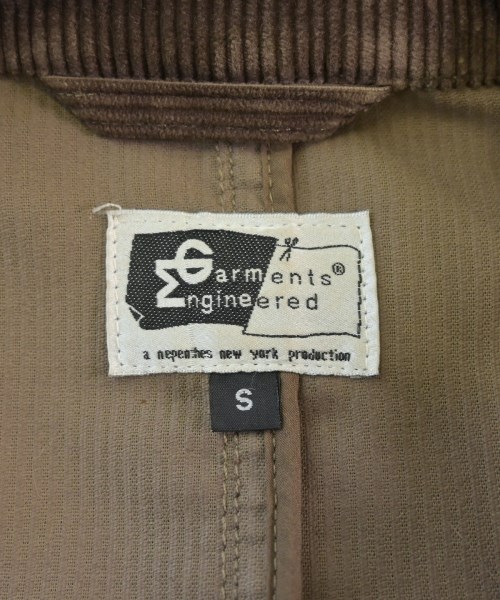 Garments®
Engineered
a nepenthes new york production
S